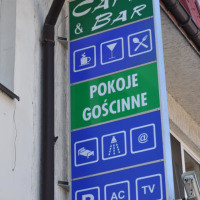 & BAR
POKOJE
GOŚCINNE
@
P AC TV